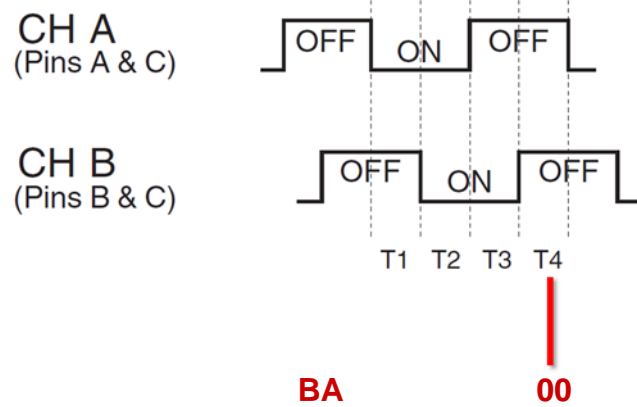 CH A
(Pins A & C)
OFF ON OFF
CH B
(Pins B & C)
OFF ON OFF
T1 T2 T3 T4
BA 00